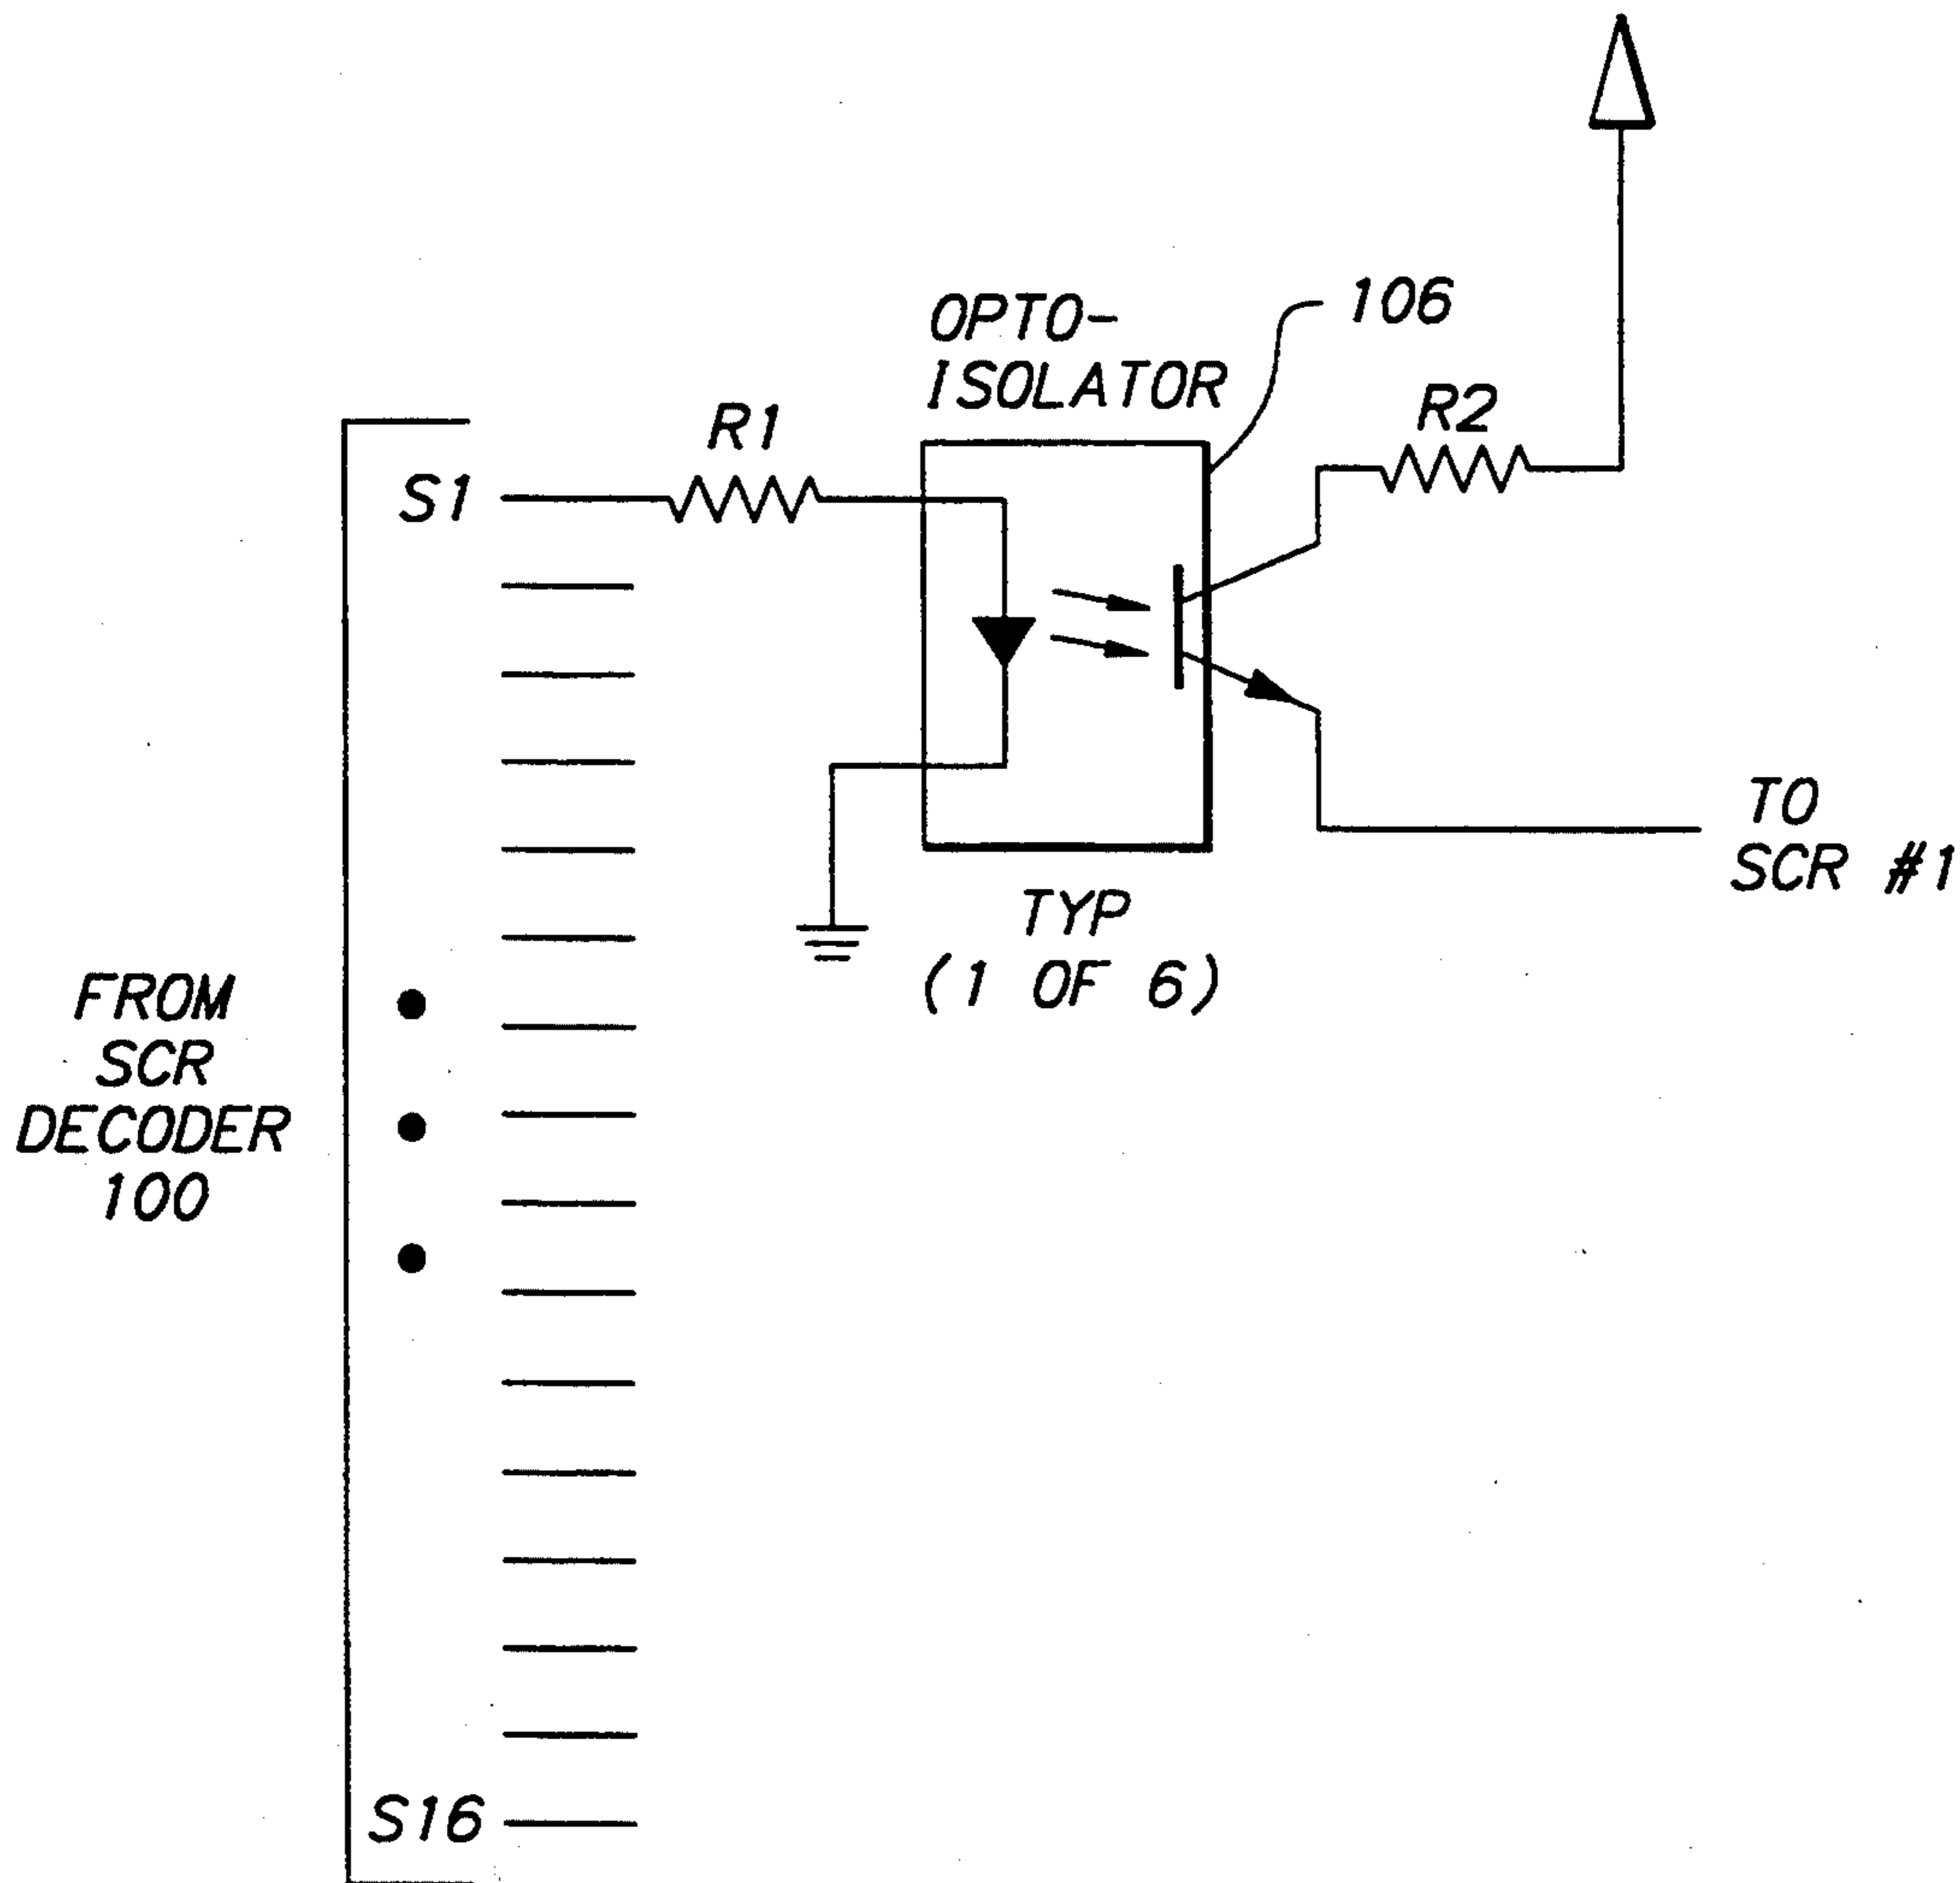 OPTO-
ISOLATOR
106
R1
R2
S1
TO
SCR #1
TYP
(1 OF 6)
FROM
SCR
DECODER
100
S16